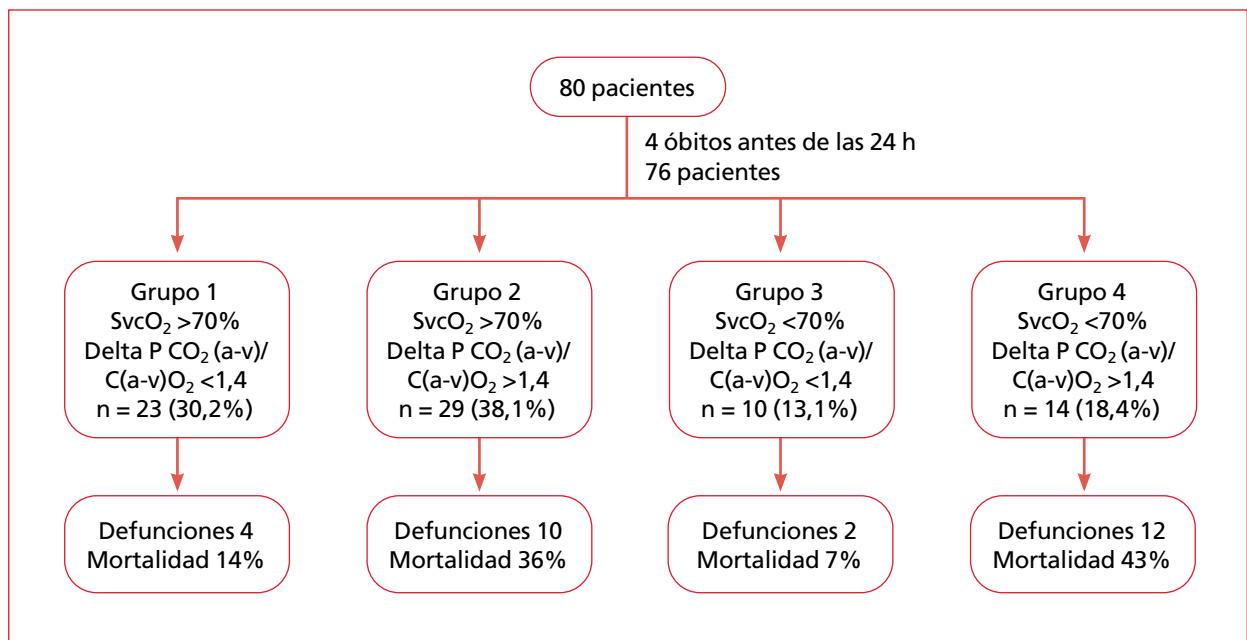 80 pacientes
4 óbitos antes de las 24 h
76 pacientes
Grupo 1
SvcO₂ >70%
Delta P CO₂ (a-v)/
C(a-v)O₂ <1,4
n = 23 (30,2%)
Grupo 2
SvcO₂ >70%
Delta P CO₂ (a-v)/
C(a-v)O₂ >1,4
n = 29 (38,1%)
Grupo 3
SvcO₂ <70%
Delta P CO₂ (a-v)/
C(a-v)O₂ <1,4
n = 10 (13,1%)
Grupo 4
SvcO₂ <70%
Delta P CO₂ (a-v)/
C(a-v)O₂ >1,4
n = 14 (18,4%)
Defunciones 4
Mortalidad 14%
Defunciones 10
Mortalidad 36%
Defunciones 2
Mortalidad 7%
Defunciones 12
Mortalidad 43%